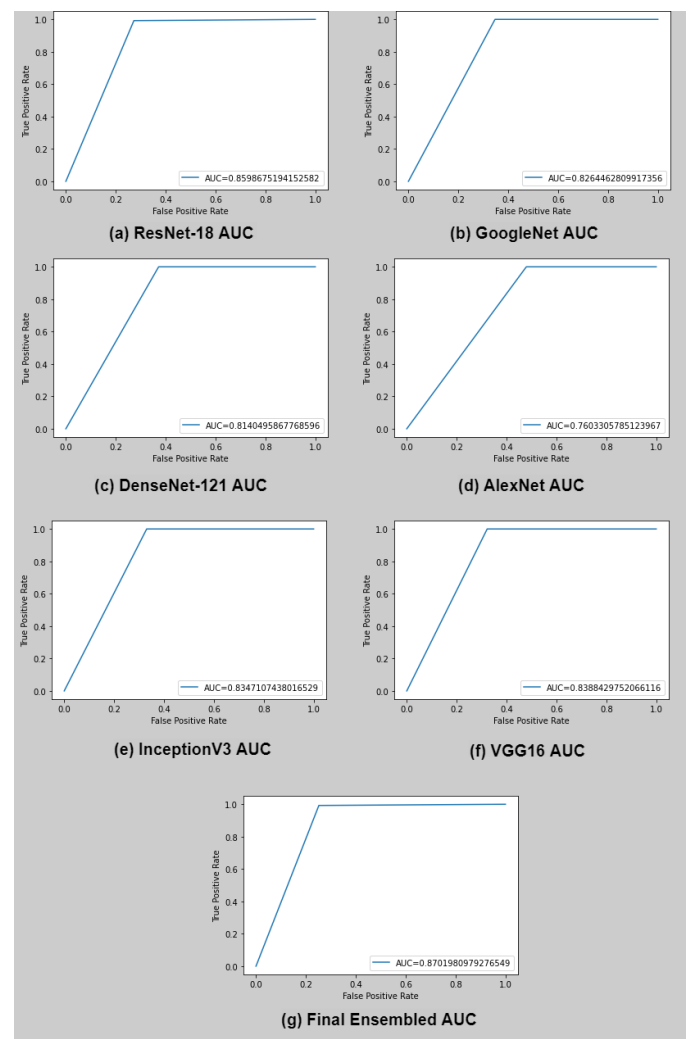 1.0
0.8
0.6
0.4
0.2
0.0
True Positive Rate
AUC=0.8598675194152582
0.0 0.2 0.4 0.6 0.8 1.0
False Positive Rate
(a) ResNet-18 AUC
1.0
0.8
0.6
0.4
0.2
0.0
True Positive Rate
AUC=0.8264462809917356
0.0 0.2 0.4 0.6 0.8 1.0
False Positive Rate
(b) GoogleNet AUC
1.0
0.8
0.6
0.4
0.2
0.0
True Positive Rate
AUC=0.8140495867768596
0.0 0.2 0.4 0.6 0.8 1.0
False Positive Rate
(c) DenseNet-121 AUC
1.0
0.8
0.6
0.4
0.2
0.0
True Positive Rate
AUC=0.7603305785123967
0.0 0.2 0.4 0.6 0.8 1.0
False Positive Rate
(d) AlexNet AUC
1.0
0.8
0.6
0.4
0.2
0.0
True Positive Rate
AUC=0.8347107438016529
0.0 0.2 0.4 0.6 0.8 1.0
False Positive Rate
(e) InceptionV3 AUC
1.0
0.8
0.6
0.4
0.2
0.0
True Positive Rate
AUC=0.8388429752066116
0.0 0.2 0.4 0.6 0.8 1.0
False Positive Rate
(f) VGG16 AUC
1.0
0.8
0.6
0.4
0.2
0.0
True Positive Rate
AUC=0.8701980979276549
0.0 0.2 0.4 0.6 0.8 1.0
False Positive Rate
(g) Final Ensembled AUC